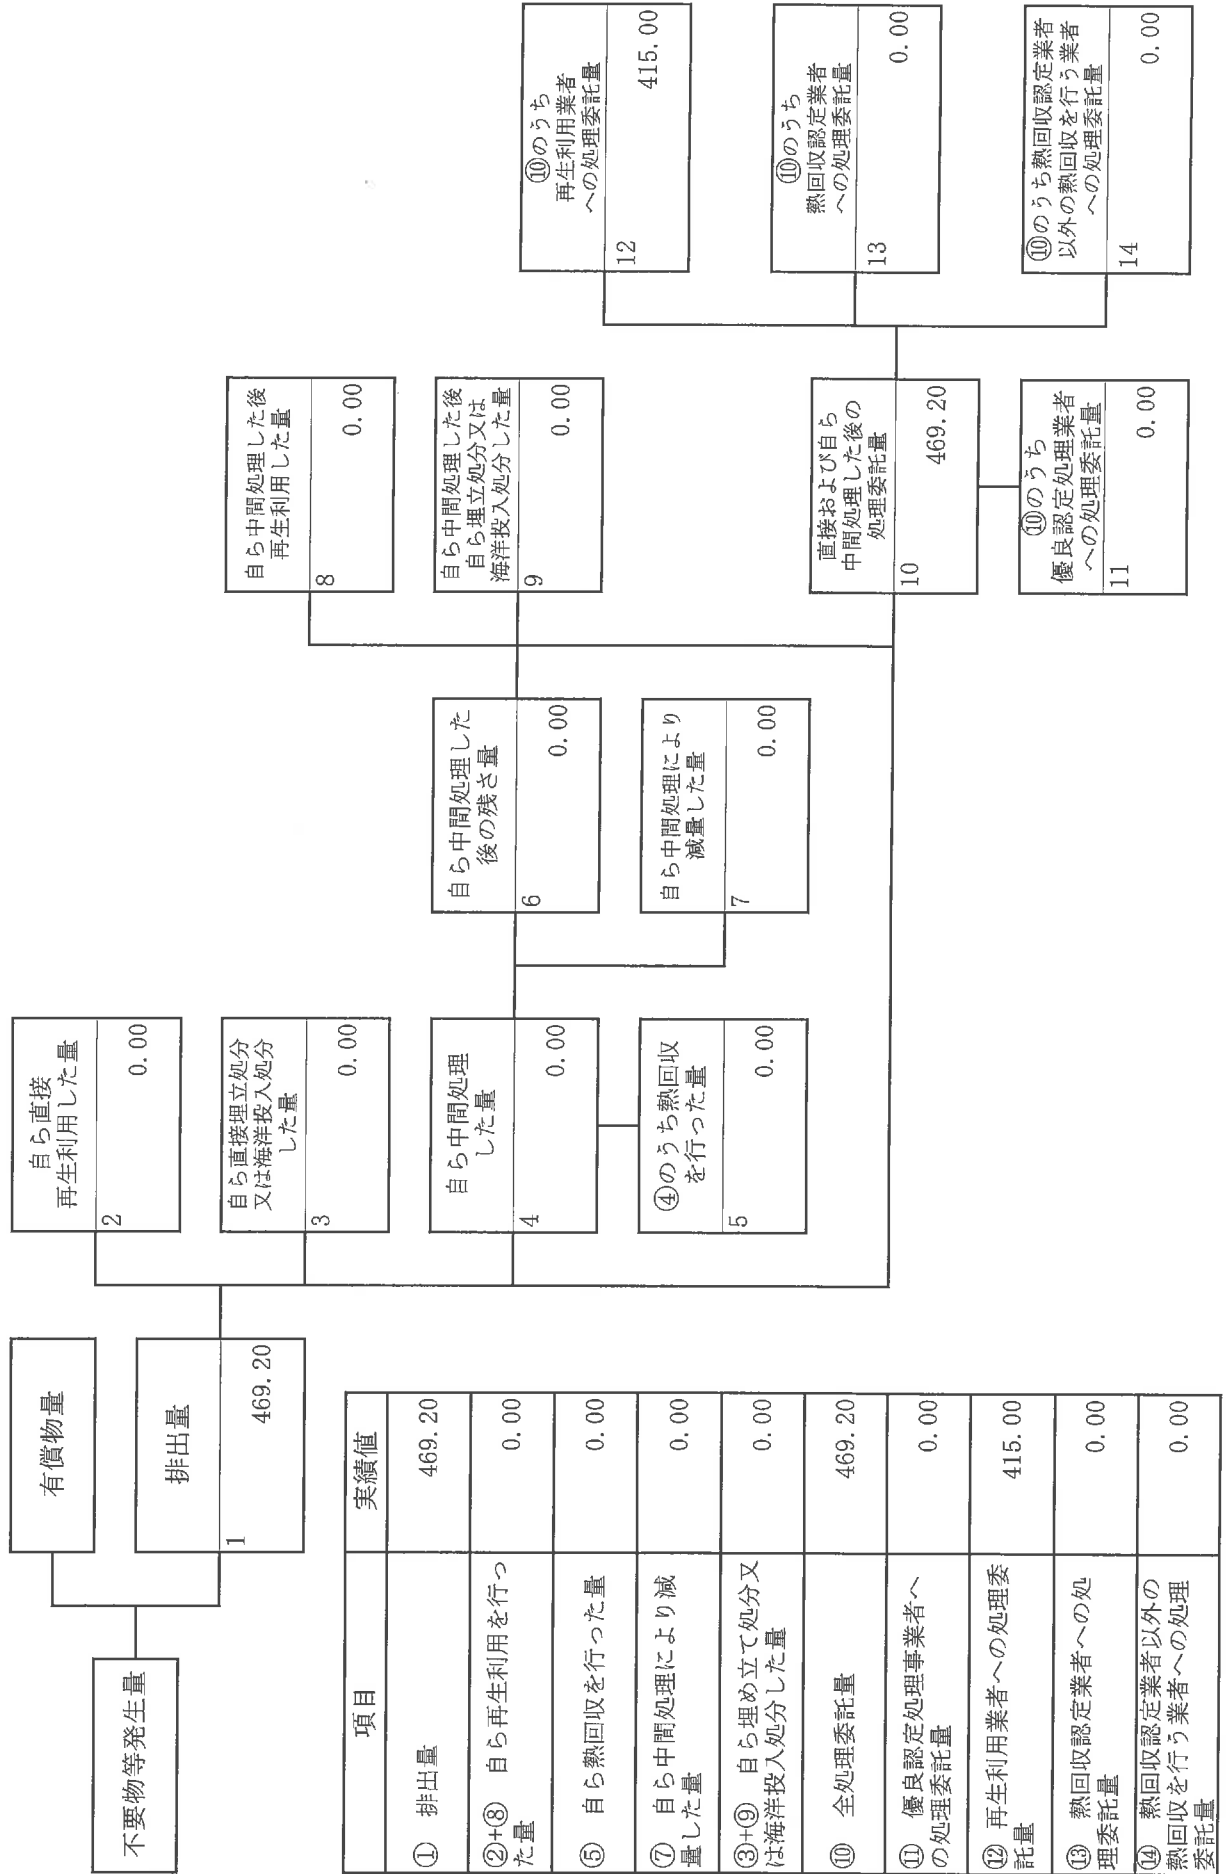 不要物等発生量
有償物量
排出量
1
469.20
自ら直接
再生利用した量
2
0.00
自ら直接埋立処分
又は海洋投入処分
した量
3
0.00
自ら中間処理
した量
4
0.00
④のうち熱回収
を行った量
5
0.00
自ら中間処理した
後の残さ量
6
0.00
自ら中間処理により
減量した量
7
0.00
自ら中間処理した後
再生利用した量
8
0.00
自ら中間処理した後
自ら埋立処分又は
海洋投入処分した量
9
0.00
直接および自ら
中間処理した後の
処理委託量
10
469.20
⑩のうち
優良認定処理業者
への処理委託量
11
0.00
⑩のうち
再生利用業者
への処理委託量
12
415.00
⑩のうち
熱回収認定業者
への処理委託量
13
0.00
⑩のうち熱回収認定業者
以外の熱回収を行う業者
への処理委託量
14
0.00
項目 実績値
① 排出量 469.20
②+⑧ 自ら再生利用を行っ 0.00
た量
⑤ 自ら熱回収を行った量 0.00
⑦ 自ら中間処理により減 0.00
量した量
③+⑨ 自ら埋め立て処分又 0.00
は海洋投入処分した量
⑩ 全処理委託量 469.20
⑪ 優良認定処理事業者へ 0.00
の処理委託量
⑫ 再生利用業者への処理委 415.00
託量
⑬ 熱回収認定業者への処 0.00
理委託量
⑭ 熱回収認定業者以外の 0.00
熱回収を行う業者への処理
委託量